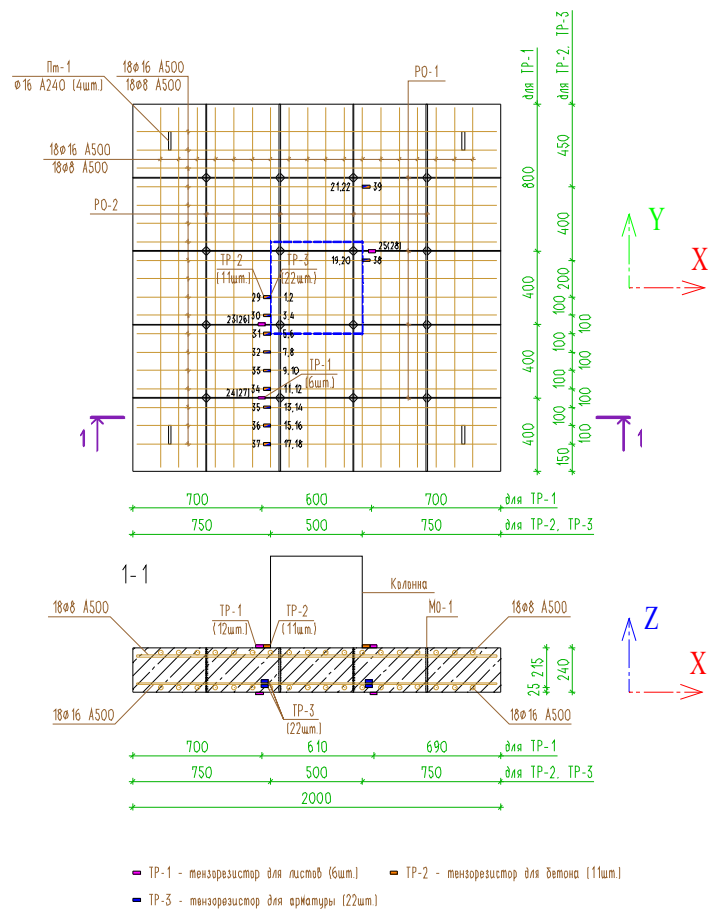 Пт-1
ø16 А240 (4шт.)
18ø16 А500
18ø8 А500
РО-1
для ТР-1
для ТР-2, ТР-3
18ø16 А500
18ø8 А500
РО-2
21,22
39
25(28)
19,20
38
ТР-2
(11шт.)
ТР-3
(22шт.)
29
1,2
30
3,4
23(26)
31
5,6
32
7,8
33
9,10
ТР-1
(6шт.)
34
11,12
24(27)
35
13,14
36
15,16
37
17,18
800
400
400
400
450
400
200
100
100
100
100
100
100
100
100
150
Y
X
1
1
700
600
700
для ТР-1
750
500
750
для ТР-2, ТР-3
1-1
Колонна
18ø8 А500
ТР-1
(12шт.)
ТР-2
(11шт.)
МО-1
18ø8 А500
Z
X
25
215
240
18ø16 А500
ТР-3
(22шт.)
18ø16 А500
700
610
690
для ТР-1
750
500
750
для ТР-2, ТР-3
2000
ТР-1 - тензорезистор для листов (6шт.)
ТР-2 - тензорезистор для бетона (11шт.)
ТР-3 - тензорезистор для арматуры (22шт.)